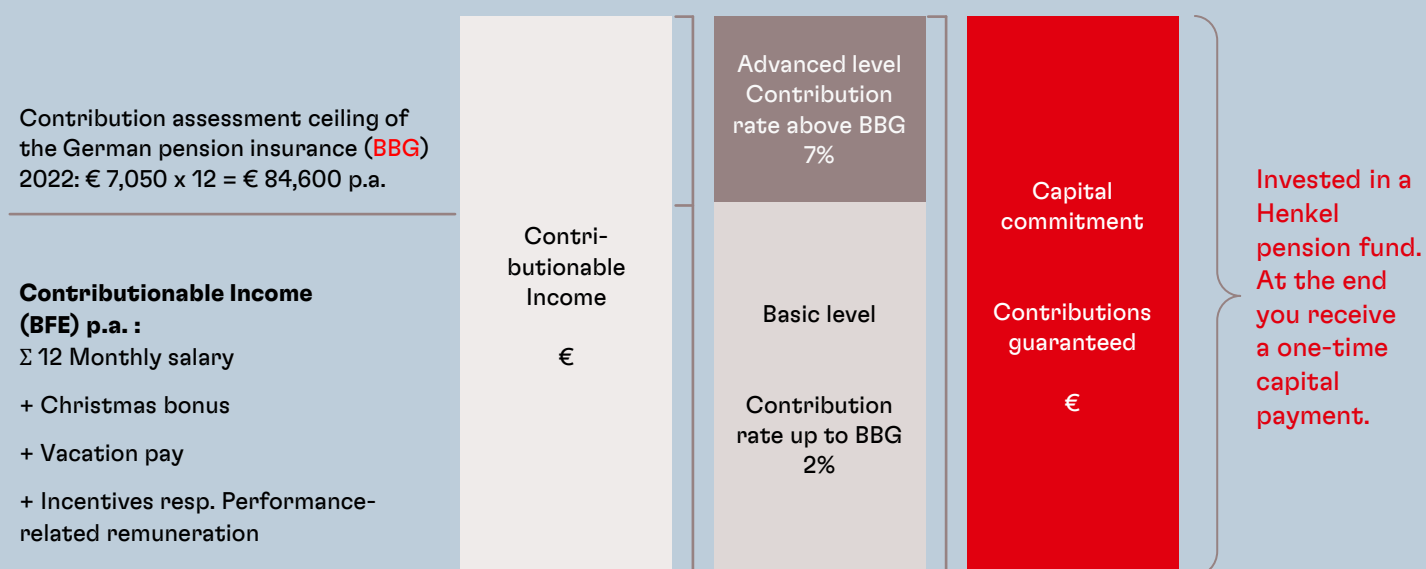 Contribution assessment ceiling of
the German pension insurance (BBG)
2022: € 7,050 x 12 = € 84,600 p.a.
Contributionable Income
(BFE) p.a. :
Σ 12 Monthly salary
+ Christmas bonus
+ Vacation pay
+ Incentives resp. Performance-
related remuneration
Contri-
butionable
Income
€
Advanced level
Contribution
rate above BBG
7%
Basic level
Contribution
rate up to BBG
2%
Capital
commitment
Contributions
guaranteed
€
Invested in a
Henkel
pension fund.
At the end
you receive
a one-time
capital
payment.